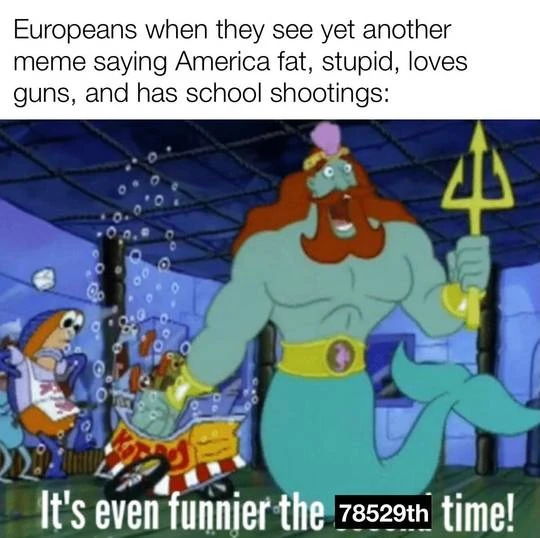 Europeans when they see yet another
meme saying America fat, stupid, loves
guns, and has school shootings:
It's even funnier the 78529th time!